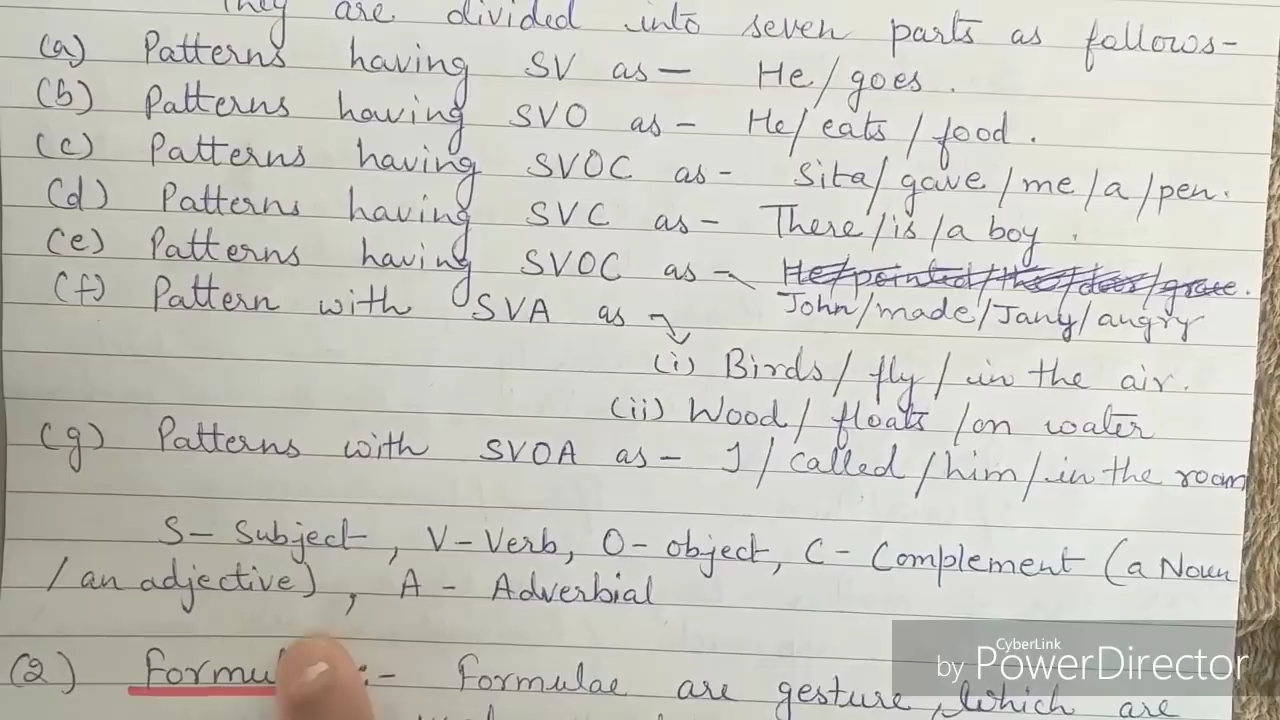 They are divided into seven parts as follows-
(a) Patterns having SV as- He/goes.
(b) Patterns having SVO as- He/eats/food.
(c) Patterns having SVOC as- Sita/gave/me/a/pen.
(d) Patterns having SVC as- There/is/a boy.
(e) Patterns having SVOC as-
John/made/Jany/angry
(f) Pattern with SVA as
(i) Birds/fly/in the air.
(ii) Wood/floats/on water
(g) Patterns with SVOA as- I/called/him/in the room
S- Subject, V-Verb, O-object, C- Complement (a Noun
/an adjective), A- Adverbial
(2) Formu :- Formulae are gesture, which are
CyberLink
by PowerDirector